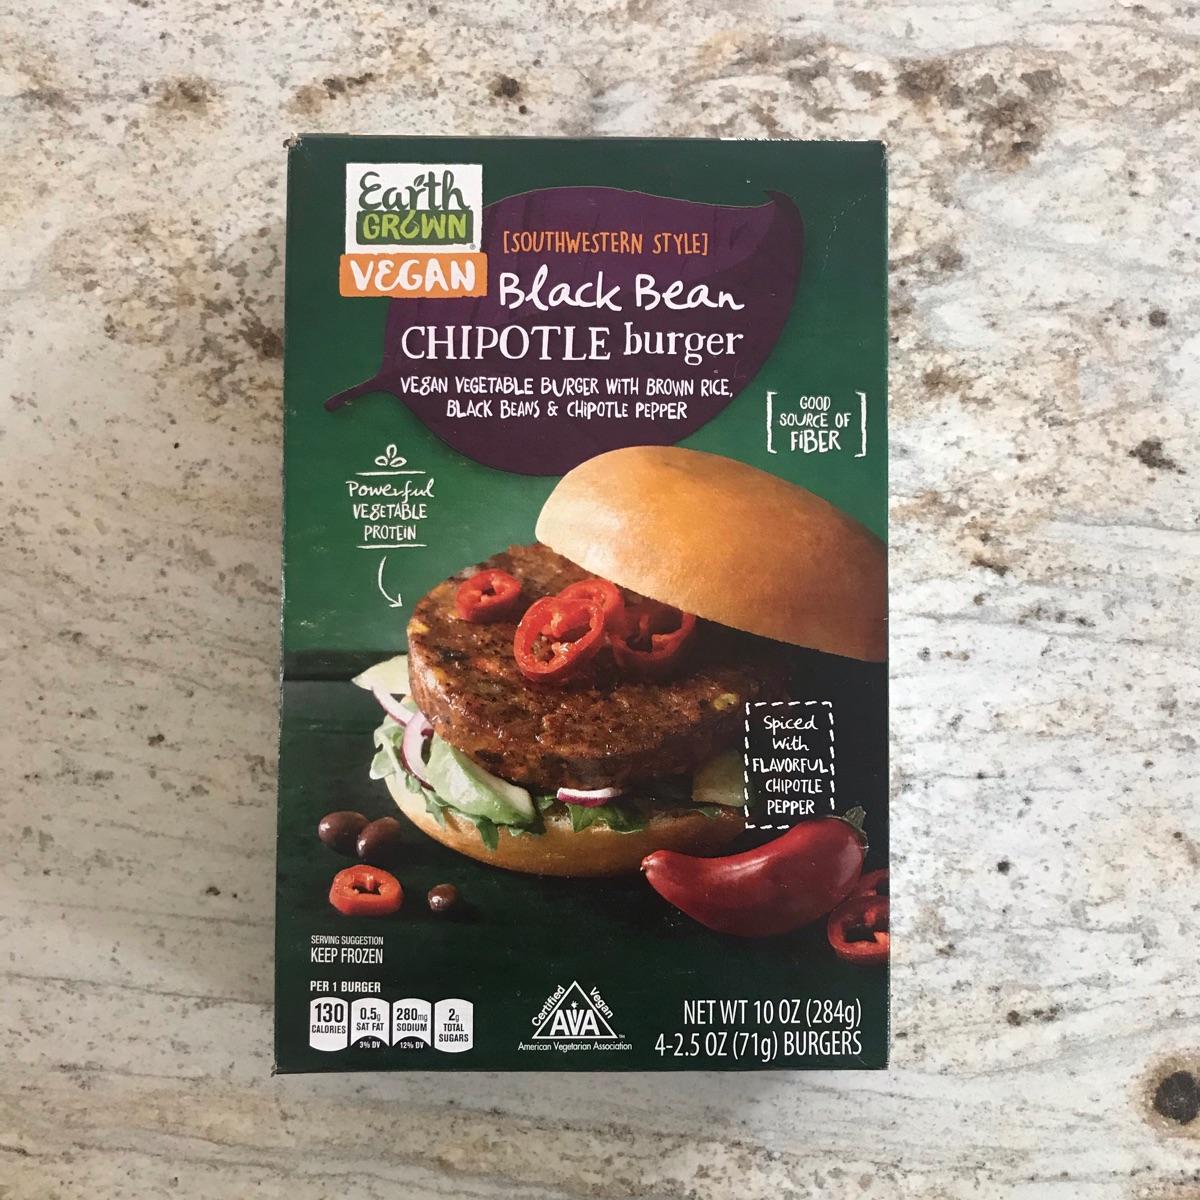 Earth
GROWN
VEGAN
[SOUTHWESTERN STYLE]
Black Bean
CHIPOTLE burger
VEGAN VEGETABLE BURGER WITH BROWN RICE,
BLACK BEANS & CHIPOTLE PEPPER
GOOD
SOURCE OF
FIBER
Powerful
VEGETABLE
PROTEIN
Spiced
With
FLAVORFUL
CHIPOTLE
PEPPER
SERVING SUGGESTION
KEEP FROZEN
PER 1 BURGER
130
CALORIES
0.5g
SAT FAT
3% DV
280mg
SODIUM
12% DV
2g
TOTAL
SUGARS
Certified Vegan
AVA™
American Vegetarian Association
NET WT 10 OZ (284g)
4-2.5 OZ (71g) BURGERS